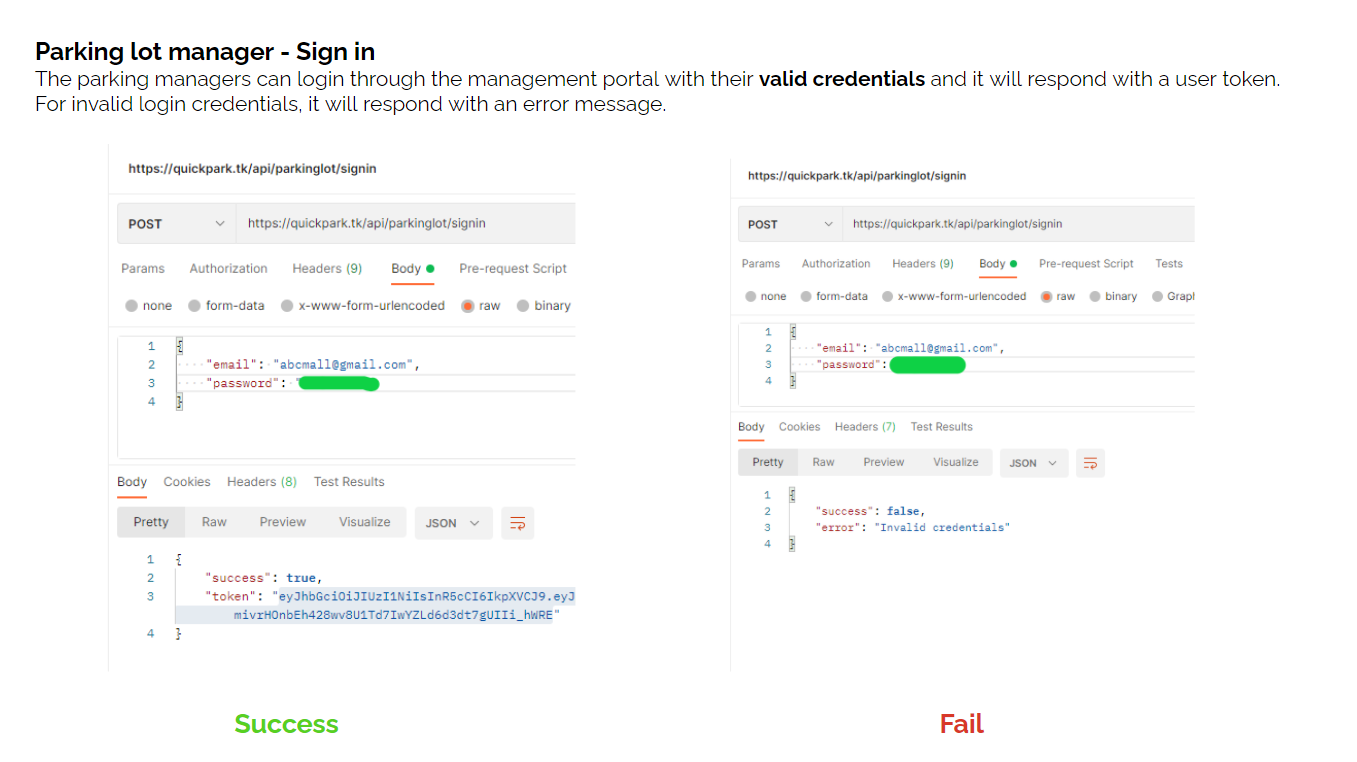 Parking lot manager - Sign in
The parking managers can login through the management portal with their valid credentials and it will respond with a user token.
For invalid login credentials, it will respond with an error message.
https://quickpark.tk/api/parkinglot/signin
POST https://quickpark.tk/api/parkinglot/signin
Params Authorization Headers (9) Body Pre-request Script
none form-data x-www-form-urlencoded raw binary
1 {
2 "email": "abcmall@gmail.com",
3 "password": "
4 }
Body Cookies Headers (8) Test Results
Pretty Raw Preview Visualize JSON
1 {
2 "success": true,
3 "token": "eyJhbGciOiJIUzI1NiIsInR5cCI6IkpXVCJ9.eyJ
mivrHOnbEh428wv8U1Td7IwYZLd6d3dt7gUIIi_hWRE"
4 }
Success
https://quickpark.tk/api/parkinglot/signin
POST https://quickpark.tk/api/parkinglot/signin
Params Authorization Headers (9) Body Pre-request Script Tests
none form-data x-www-form-urlencoded raw binary Grapl
1 {
2 "email": "abcmall@gmail.com",
3 "password":
4 }
Body Cookies Headers (7) Test Results
Pretty Raw Preview Visualize JSON
1 {
2 "success": false,
3 "error": "Invalid credentials"
4 }
Fail